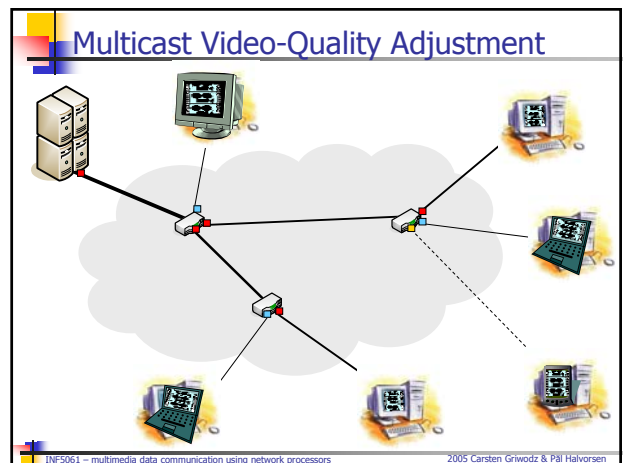 Multicast Video-Quality Adjustment
INF5061 – multimedia data communication using network processors
2005 Carsten Griwodz & Pål Halvorsen